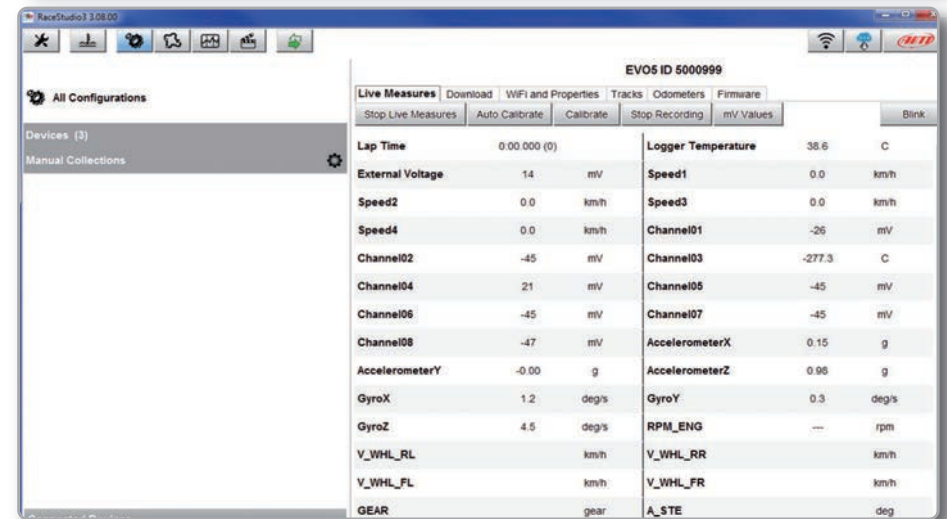 RaceStudio3 3.08.00
AiM
EVO5 ID 5000999
All Configurations
Live Measures Download WiFi and Properties Tracks Odometers Firmware
Stop Live Measures Auto Calibrate Calibrate Stop Recording mV Values Blink
Devices (3)
Manual Collections
Lap Time 0:00.000 (0) Logger Temperature 38.6 C
External Voltage 14 mV Speed1 0.0 km/h
Speed2 0.0 km/h Speed3 0.0 km/h
Speed4 0.0 km/h Channel01 -26 mV
Channel02 -45 mV Channel03 -277.3 C
Channel04 21 mV Channel05 -45 mV
Channel06 -45 mV Channel07 -45 mV
Channel08 -47 mV AccelerometerX 0.15 g
AccelerometerY -0.00 g AccelerometerZ 0.98 g
GyroX 1.2 deg/s GyroY 0.3 deg/s
GyroZ 4.5 deg/s RPM_ENG --- rpm
V_WHL_RL km/h V_WHL_RR km/h
V_WHL_FL km/h V_WHL_FR km/h
GEAR gear A_STE deg